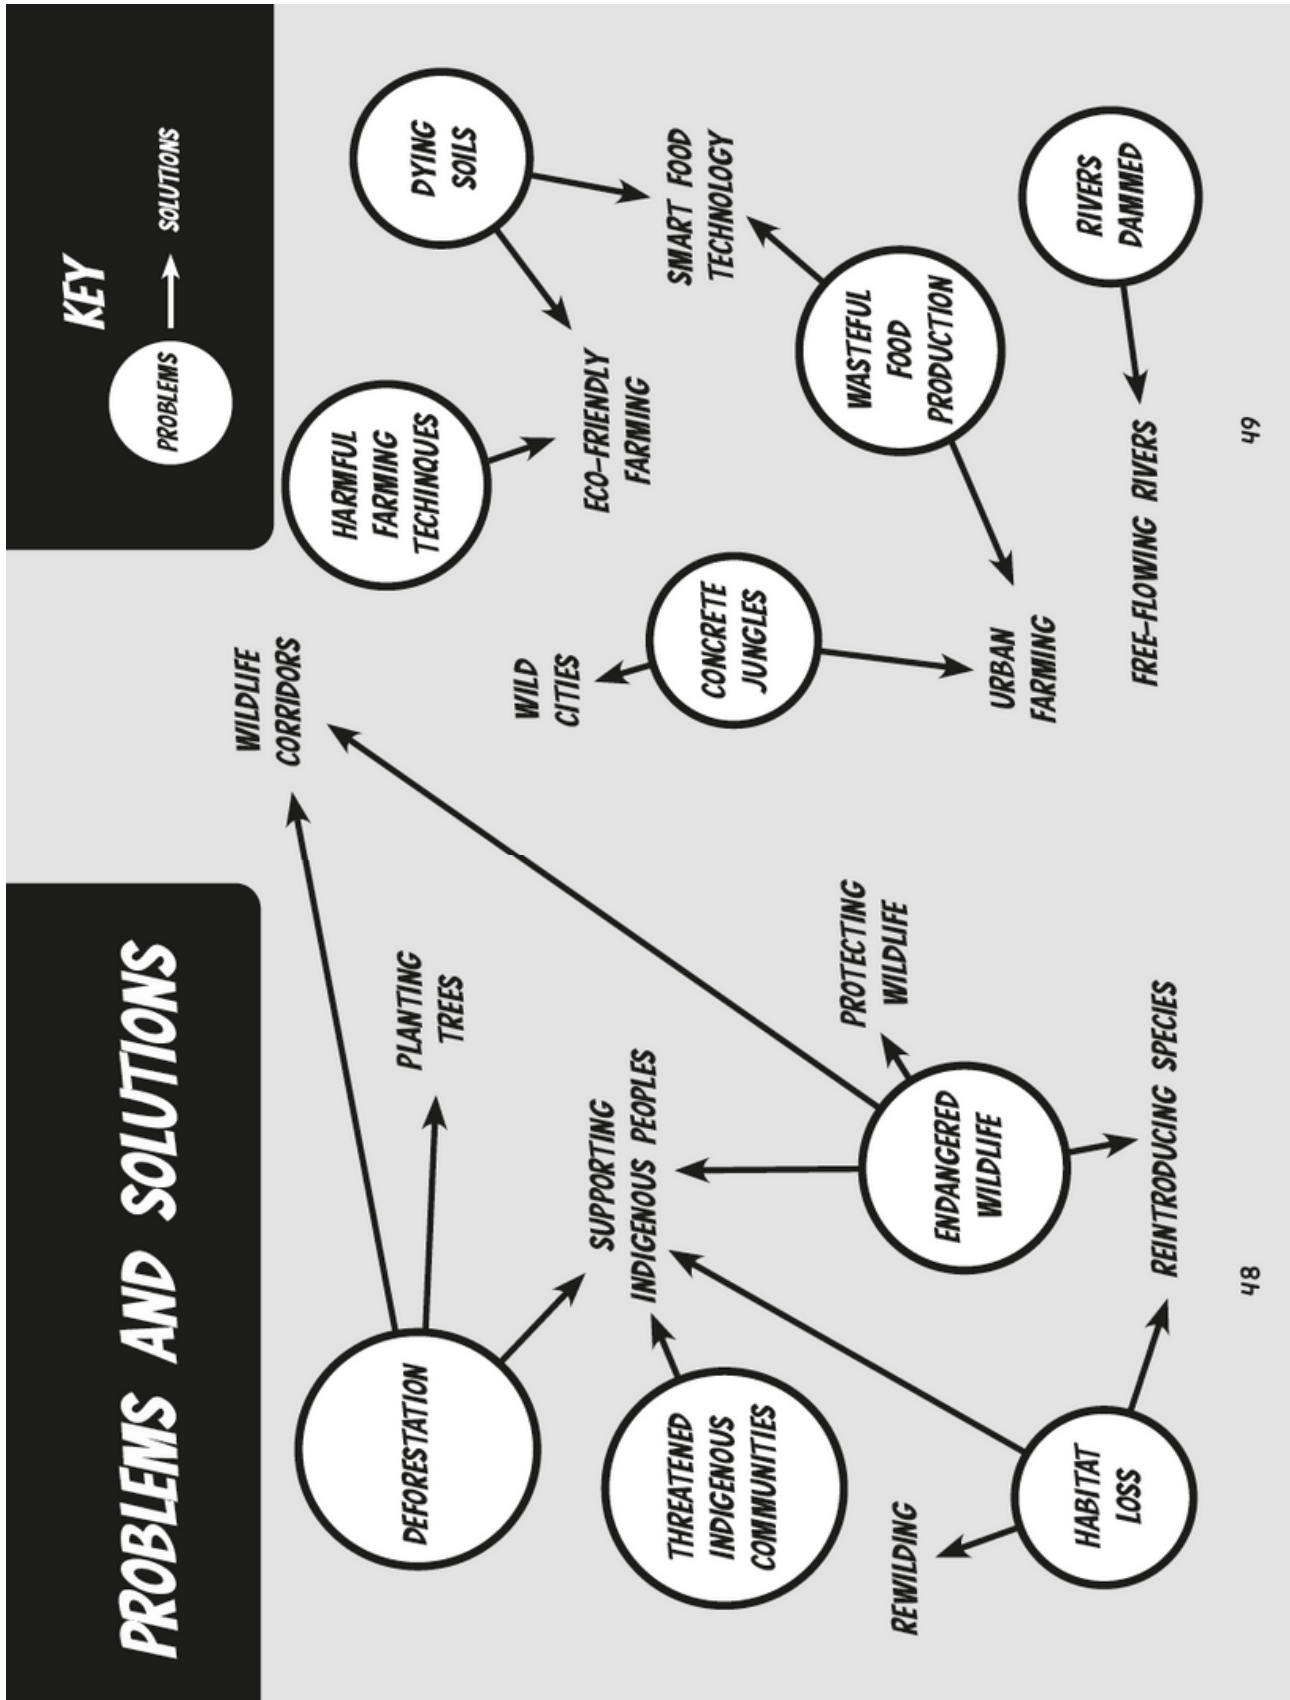 PROBLEMS AND SOLUTIONS
KEY
PROBLEMS
SOLUTIONS
DEFORESTATION
PLANTING
TREES
WILDLIFE
CORRIDORS
SUPPORTING
INDIGENOUS PEOPLES
THREATENED
INDIGENOUS
COMMUNITIES
REWILDING
HABITAT
LOSS
ENDANGERED
WILDLIFE
PROTECTING
WILDLIFE
REINTRODUCING SPECIES
48
HARMFUL
FARMING
TECHINQUES
DYING
SOILS
ECO-FRIENDLY
FARMING
SMART FOOD
TECHNOLOGY
WILD
CITIES
CONCRETE
JUNGLES
WASTEFUL
FOOD
PRODUCTION
URBAN
FARMING
RIVERS
DAMMED
FREE-FLOWING RIVERS
49